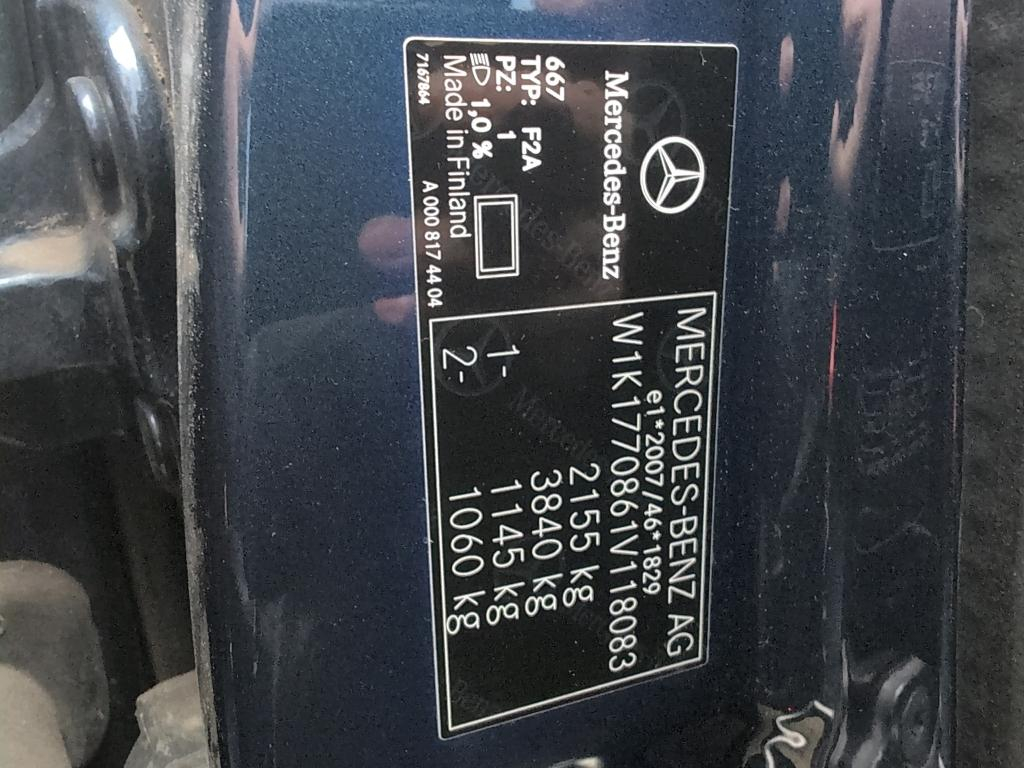 Mercedes-Benz
MERCEDES-BENZ AG
W1K1770861V118083
e1*2007/46*1829
2155 kg
3840 kg
1- 1145 kg
2- 1060 kg
667
TYP: F2A
PZ: 1
1,0 %
Made in Finland
7167864
A 000 817 44 04